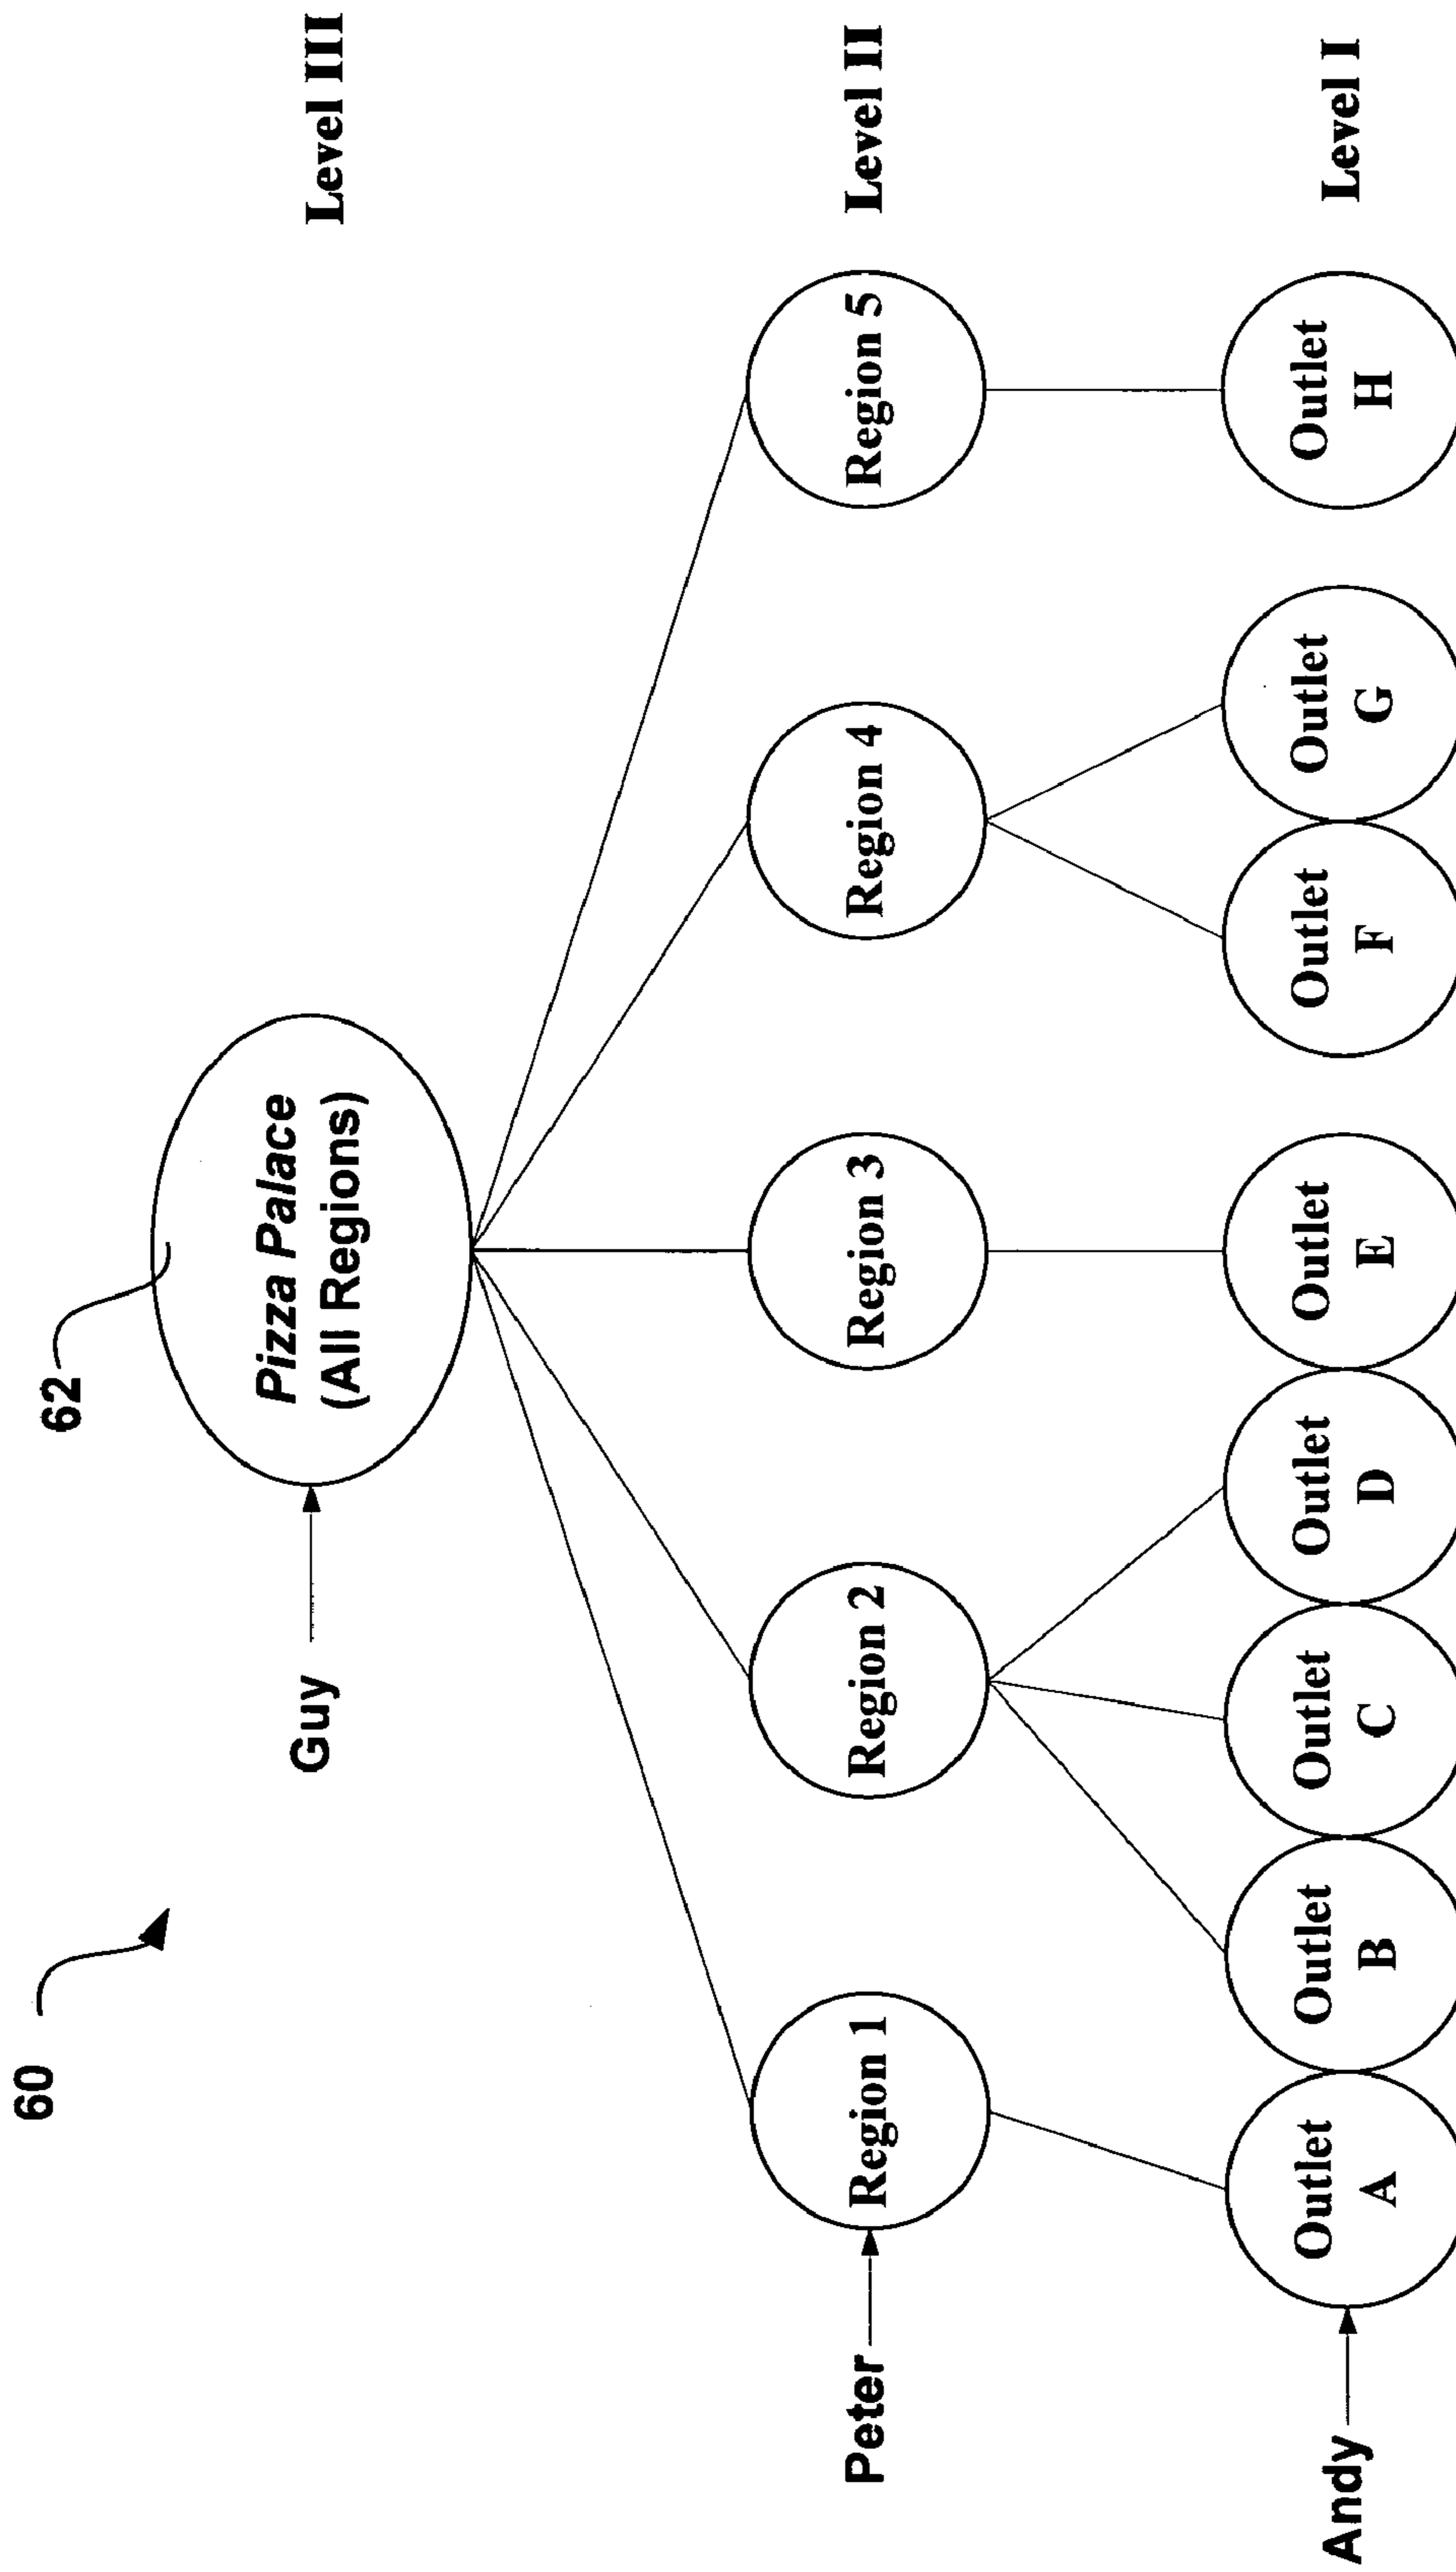 60
62
Guy
Pizza Palace
(All Regions)
Level III
Peter
Region 1
Region 2
Region 3
Region 4
Region 5
Level II
Andy
Outlet
A
Outlet
B
Outlet
C
Outlet
D
Outlet
E
Outlet
F
Outlet
G
Outlet
H
Level I